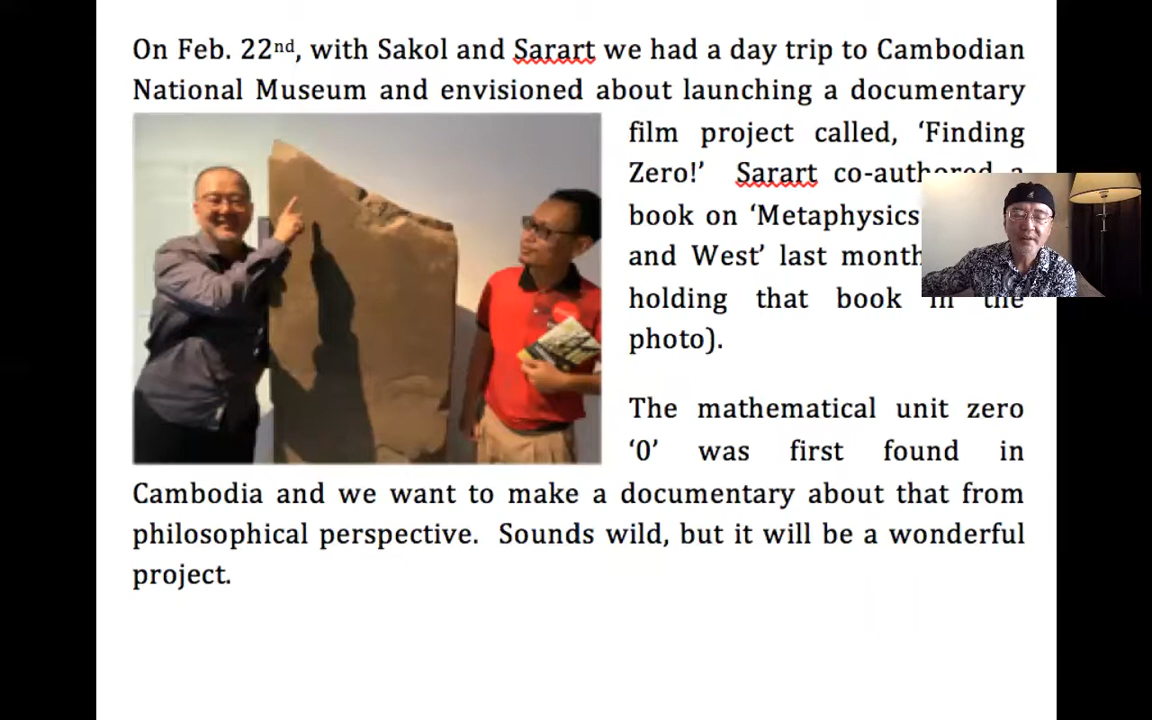 On Feb. 22nd, with Sakol and Sarart we had a day trip to Cambodian
National Museum and envisioned about launching a documentary
film project called, ‘Finding
Zero!’ Sarart co-authored a
book on ‘Metaphysics
and West’ last month
holding that book in the
photo).
The mathematical unit zero
‘0’ was first found in
Cambodia and we want to make a documentary about that from
philosophical perspective. Sounds wild, but it will be a wonderful
project.